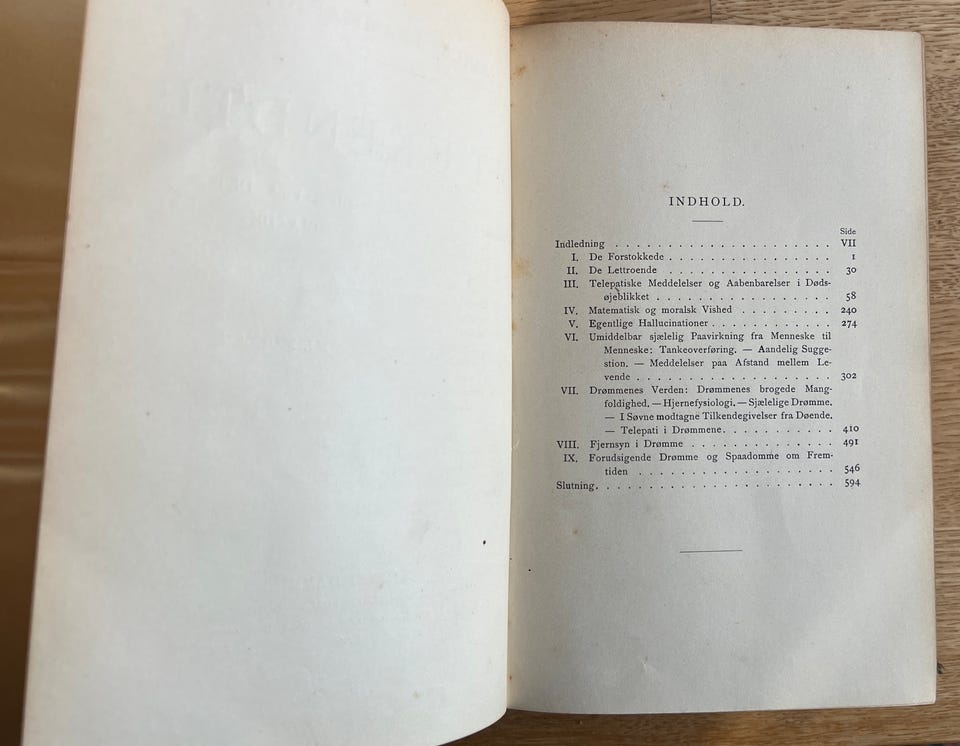 INDHOLD.
Side
Indledning . . . . . . . . . . . . . . . . . . . . . VII
I. De Forstokkede . . . . . . . . . . . . . . . . 1
II. De Lettroende . . . . . . . . . . . . . . . . 30
III. Telepatiske Meddelelser og Aabenbarelser i Døds-
øjeblikket . . . . . . . . . . . . . . . . . 58
IV. Matematisk og moralsk Vished . . . . . . . . . 240
V. Egentlige Hallucinationer . . . . . . . . . . . . 274
VI. Umiddelbar sjælelig Paavirkning fra Menneske til
Menneske: Tankeoverføring. — Aandelig Sugge-
stion. — Meddelelser paa Afstand mellem Le-
vende . . . . . . . . . . . . . . . . . . . 302
VII. Drømmenes Verden: Drømmenes brogede Mang-
foldighed. — Hjernefysiologi. — Sjælelige Drømme.
— I Søvne modtagne Tilkendegivelser fra Døende.
— Telepati i Drømmene. . . . . . . . . . . 410
VIII. Fjernsyn i Drømme . . . . . . . . . . . . . . 491
IX. Forudsigende Drømme og Spaadomme om Frem-
tiden . . . . . . . . . . . . . . . . . . . 546
Slutning. . . . . . . . . . . . . . . . . . . . . . . 594